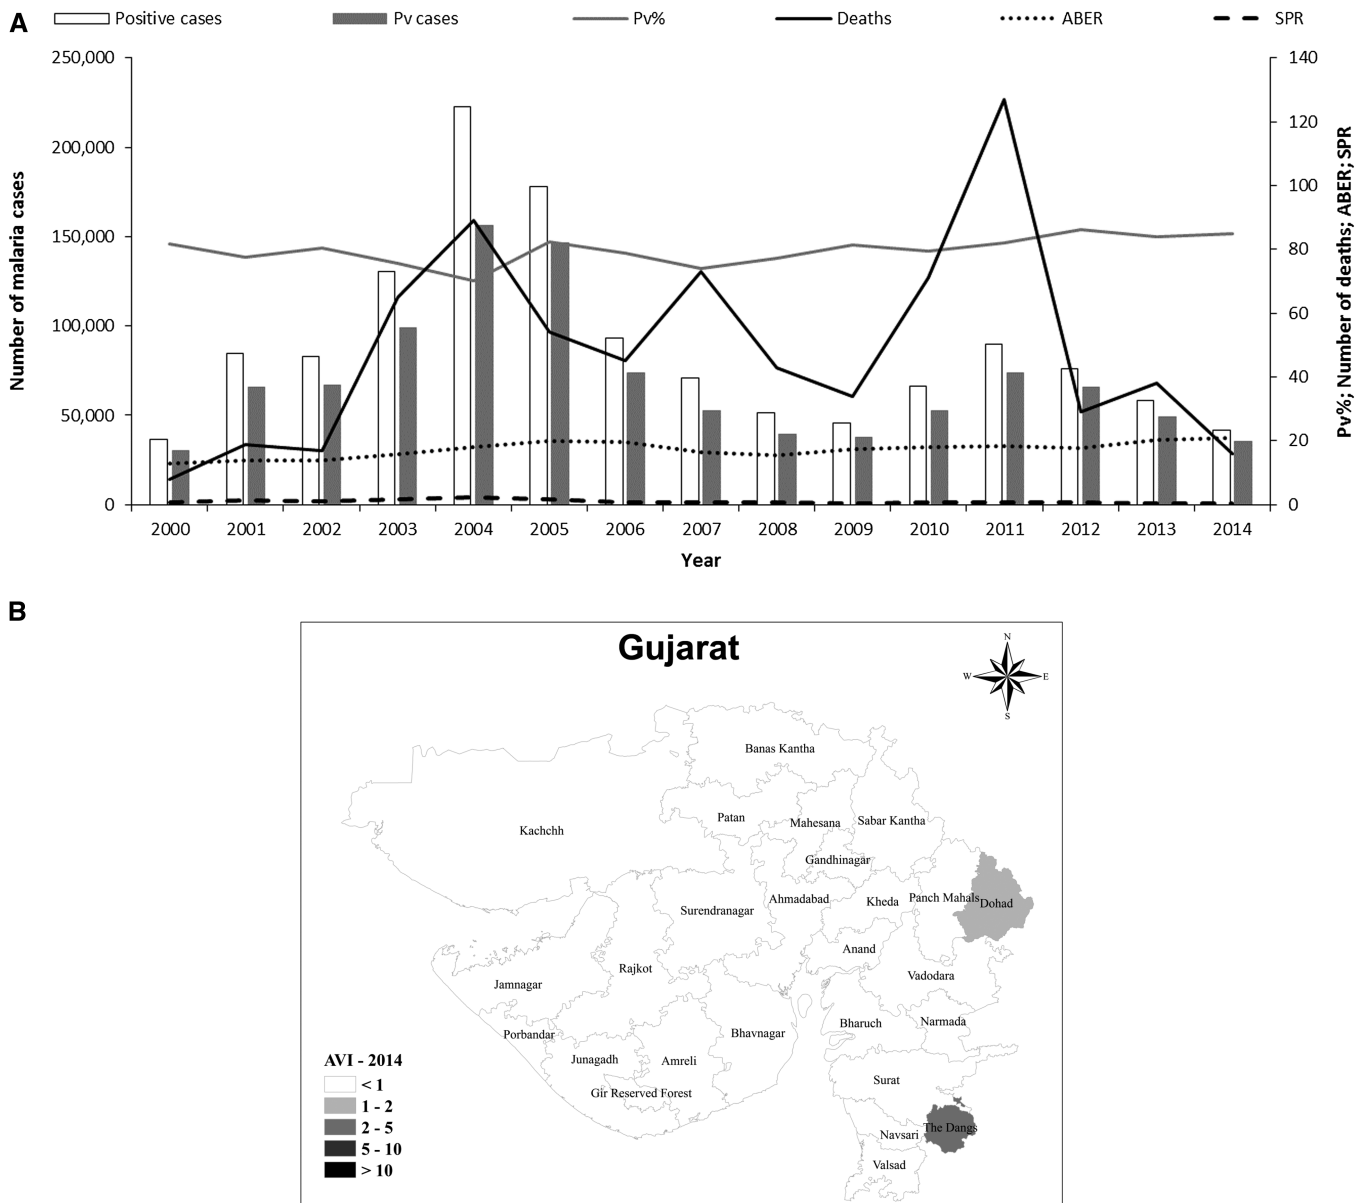 A
Positive cases Pv cases Pv% Deaths ABER SPR
250,000
200,000
150,000
100,000
50,000
0
Number of malaria cases
140
120
100
80
60
40
20
0
Pv%; Number of deaths; ABER; SPR
2000 2001 2002 2003 2004 2005 2006 2007 2008 2009 2010 2011 2012 2013 2014
Year
B
Gujarat
N
W E
S
Banas Kantha
Patan
Mahesana
Sabar Kantha
Kachchh
Gandhinagar
Surendranagar
Ahmadabad
Kheda
Panch Mahals
Dohad
Anand
Rajkot
Vadodara
Jamnagar
Bharuch
Narmada
Porbandar
Bhavnagar
Junagadh
Amreli
Surat
Gir Reserved Forest
The Dangs
Navsari
Valsad
AVI - 2014
< 1
1 - 2
2 - 5
5 - 10
> 10